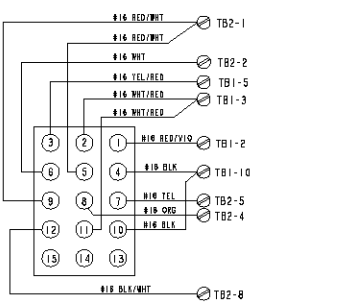 #16 RED/WHT TB2-1
#16 RED/WHT
#16 WHT TB2-2
#16 YEL/RED TB1-5
#16 WHT/RED TB1-3
#16 WHT/RED
3 2 1 #16 RED/VIO TB1-2
6 5 4 #16 BLK TB1-10
9 8 7 #16 YEL TB2-5
#16 ORG TB2-4
12 11 10 #16 BLK
15 14 13
#16 BLK/WHT TB2-8